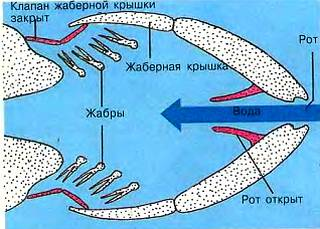 Клапан жаберной крышки
закрыт
Рот
Жаберная крышка
Жабры
Вода
Рот открыт